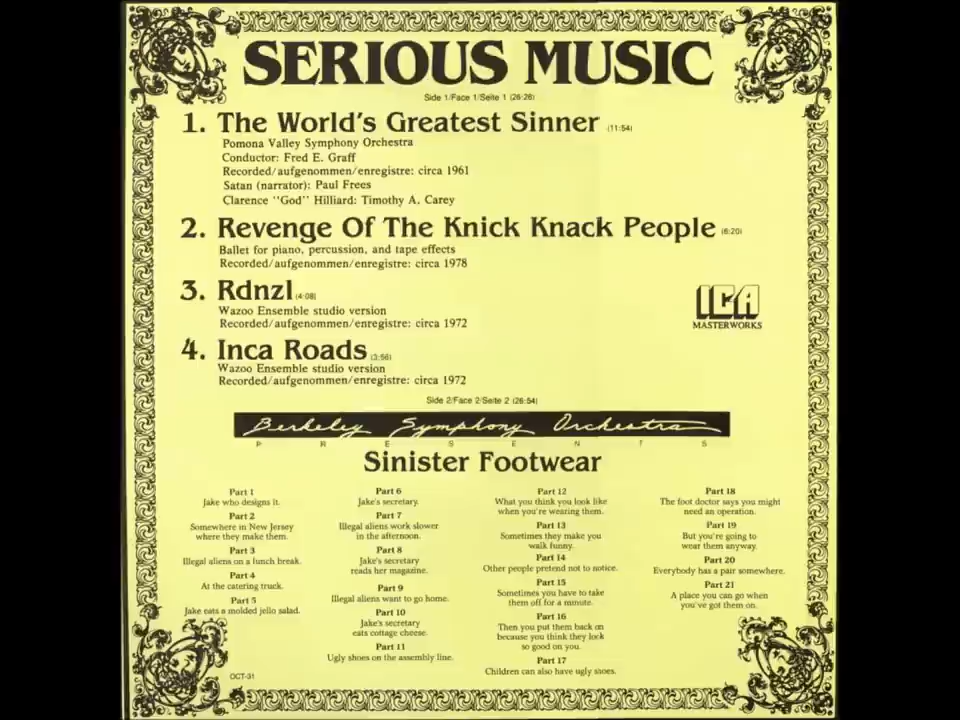 SERIOUS MUSIC
Side 1/Face 1/Seite 1 (26:26)
1. The World's Greatest Sinner (11:54)
Pomona Valley Symphony Orchestra
Conductor: Fred E. Graff
Recorded/aufgenommen/enregistre: circa 1961
Satan (narrator): Paul Frees
Clarence "God" Hilliard: Timothy A. Carey
2. Revenge Of The Knick Knack People (6:20)
Ballet for piano, percussion, and tape effects
Recorded/aufgenommen/enregistre: circa 1978
3. Rdnzl (4:08)
Wazoo Ensemble studio version
Recorded/aufgenommen/enregistre: circa 1972
ICA
MASTERWORKS
4. Inca Roads (3:56)
Wazoo Ensemble studio version
Recorded/aufgenommen/enregistre: circa 1972
Side 2/Face 2/Seite 2 (26:54)
Berkeley Symphony Orchestra
P R E S E N T S
Sinister Footwear
Part 1
Jake who designs it.
Part 2
Somewhere in New Jersey
where they make them.
Part 3
Illegal aliens on a lunch break.
Part 4
At the catering truck.
Part 5
Jake eats a molded jello salad.
Part 6
Jake's secretary.
Part 7
Illegal aliens work slower
in the afternoon.
Part 8
Jake's secretary
reads her magazine.
Part 9
Illegal aliens want to go home.
Part 10
Jake's secretary
eats cottage cheese.
Part 11
Ugly shoes on the assembly line.
Part 12
What you think you look like
when you're wearing them.
Part 13
Sometimes they make you
walk funny.
Part 14
Other people pretend not to notice.
Part 15
Sometimes you have to take
them off for a minute.
Part 16
Then you put them back on
because you think they look
so good on you.
Part 17
Children can also have ugly shoes.
Part 18
The foot doctor says you might
need an operation.
Part 19
But you're going to
wear them anyway.
Part 20
Everybody has a pair somewhere.
Part 21
A place you can go when
you've got them on.
OCT-31